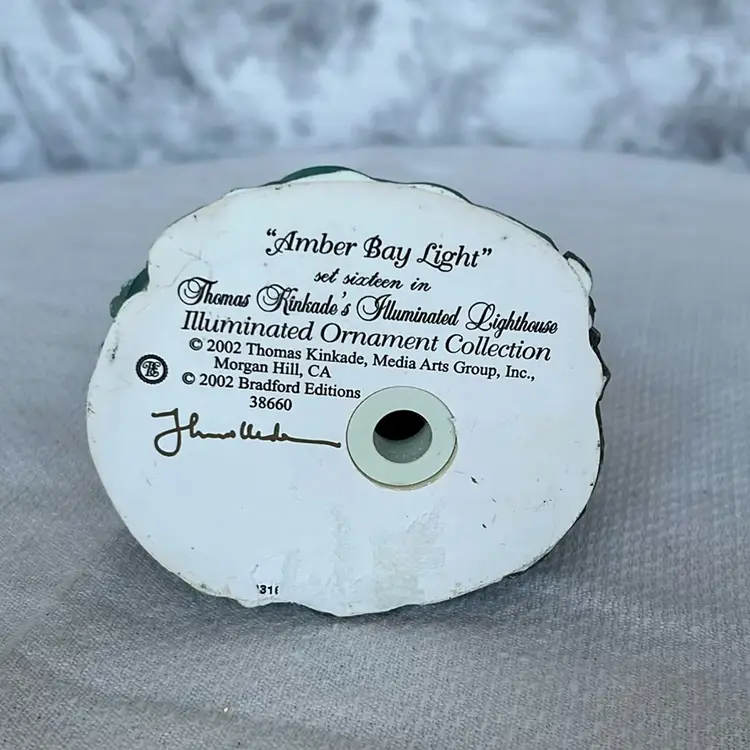 "Amber Bay Light"
set sixteen in
Thomas Kinkade's Illuminated Lighthouse
Illuminated Ornament Collection
© 2002 Thomas Kinkade, Media Arts Group, Inc.,
Morgan Hill, CA
© 2002 Bradford Editions
38660